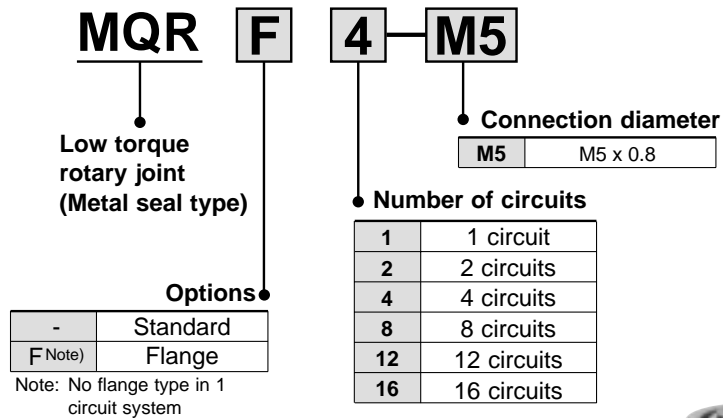 MQR F 4-M5
Low torque
rotary joint
(Metal seal type)
Connection diameter
M5 M5 x 0.8
Number of circuits
1 1 circuit
2 2 circuits
4 4 circuits
8 8 circuits
12 12 circuits
16 16 circuits
Options
- Standard
F Note) Flange
Note: No flange type in 1
circuit system